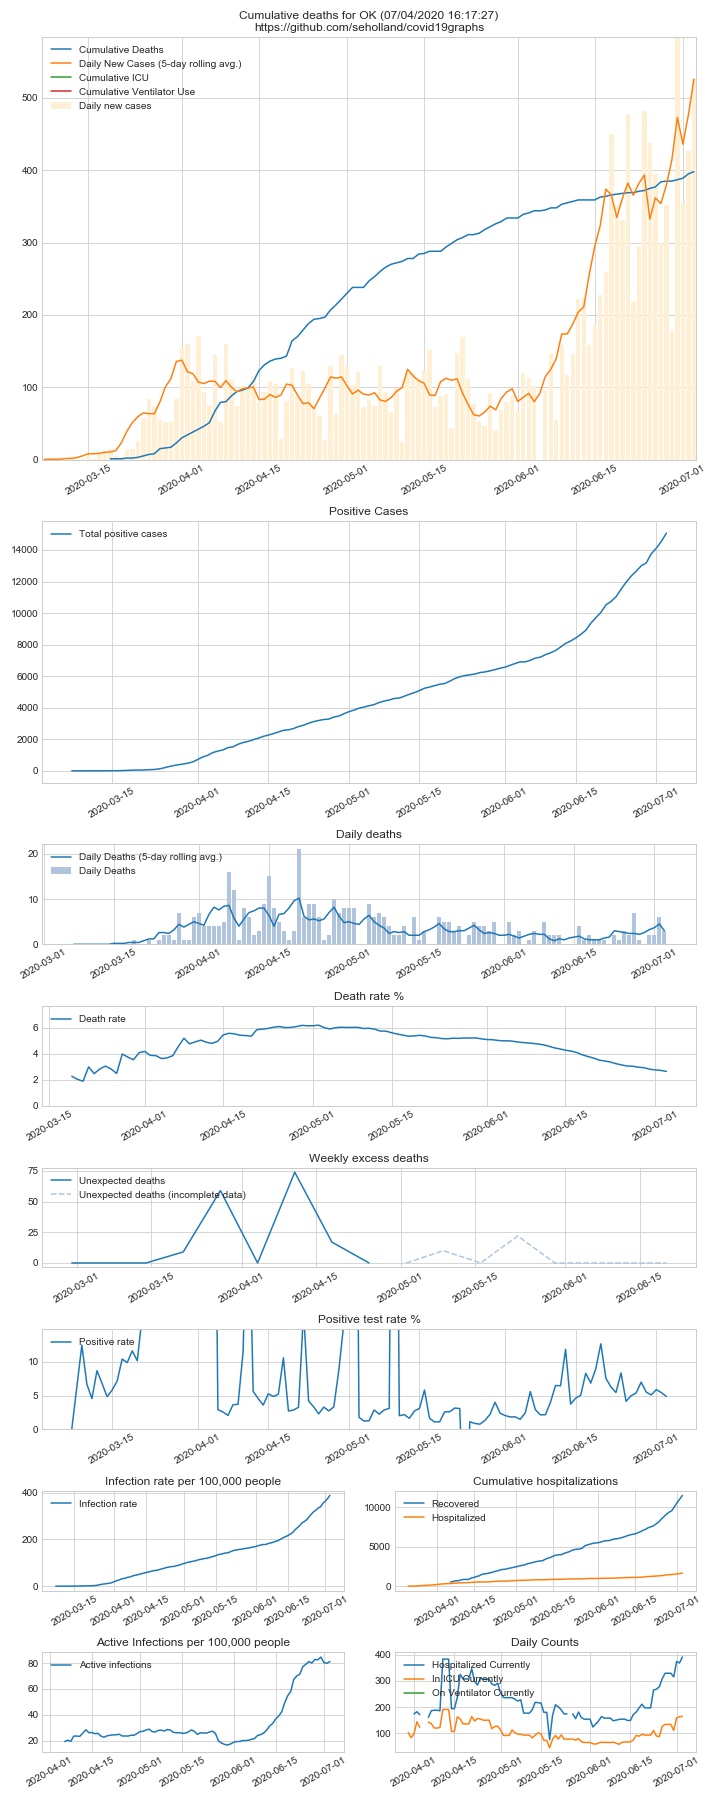 Cumulative deaths for OK (07/04/2020 16:17:27)
https://github.com/seholland/covid19graphs
Cumulative Deaths
Daily New Cases (5-day rolling avg.)
Cumulative ICU
Cumulative Ventilator Use
Daily new cases
500
400
300
200
100
0
2020-03-15 2020-04-01 2020-04-15 2020-05-01 2020-05-15 2020-06-01 2020-06-15 2020-07-01
Positive Cases
Total positive cases
14000
12000
10000
8000
6000
4000
2000
0
2020-03-15 2020-04-01 2020-04-15 2020-05-01 2020-05-15 2020-06-01 2020-06-15 2020-07-01
Daily deaths
Daily Deaths (5-day rolling avg.)
Daily Deaths
20
10
0
2020-03-01 2020-03-15 2020-04-01 2020-04-15 2020-05-01 2020-05-15 2020-06-01 2020-06-15 2020-07-01
Death rate %
Death rate
6
4
2
0
2020-03-15 2020-04-01 2020-04-15 2020-05-01 2020-05-15 2020-06-01 2020-06-15 2020-07-01
Weekly excess deaths
Unexpected deaths
Unexpected deaths (incomplete data)
75
50
25
0
2020-03-01 2020-03-15 2020-04-01 2020-04-15 2020-05-01 2020-05-15 2020-06-01 2020-06-15
Positive test rate %
Positive rate
10
5
0
2020-03-15 2020-04-01 2020-04-15 2020-05-01 2020-05-15 2020-06-01 2020-06-15 2020-07-01
Infection rate per 100,000 people
Infection rate
400
200
0
2020-03-15 2020-04-01 2020-04-15 2020-05-01 2020-05-15 2020-06-01 2020-06-15 2020-07-01
Cumulative hospitalizations
Recovered
Hospitalized
10000
5000
0
2020-04-01 2020-04-15 2020-05-01 2020-05-15 2020-06-01 2020-06-15 2020-07-01
Active Infections per 100,000 people
Active infections
80
60
40
20
2020-04-01 2020-04-15 2020-05-01 2020-05-15 2020-06-01 2020-06-15 2020-07-01
Daily Counts
Hospitalized Currently
In ICU Currently
On Ventilator Currently
400
300
200
100
2020-04-01 2020-04-15 2020-05-01 2020-05-15 2020-06-01 2020-06-15 2020-07-01